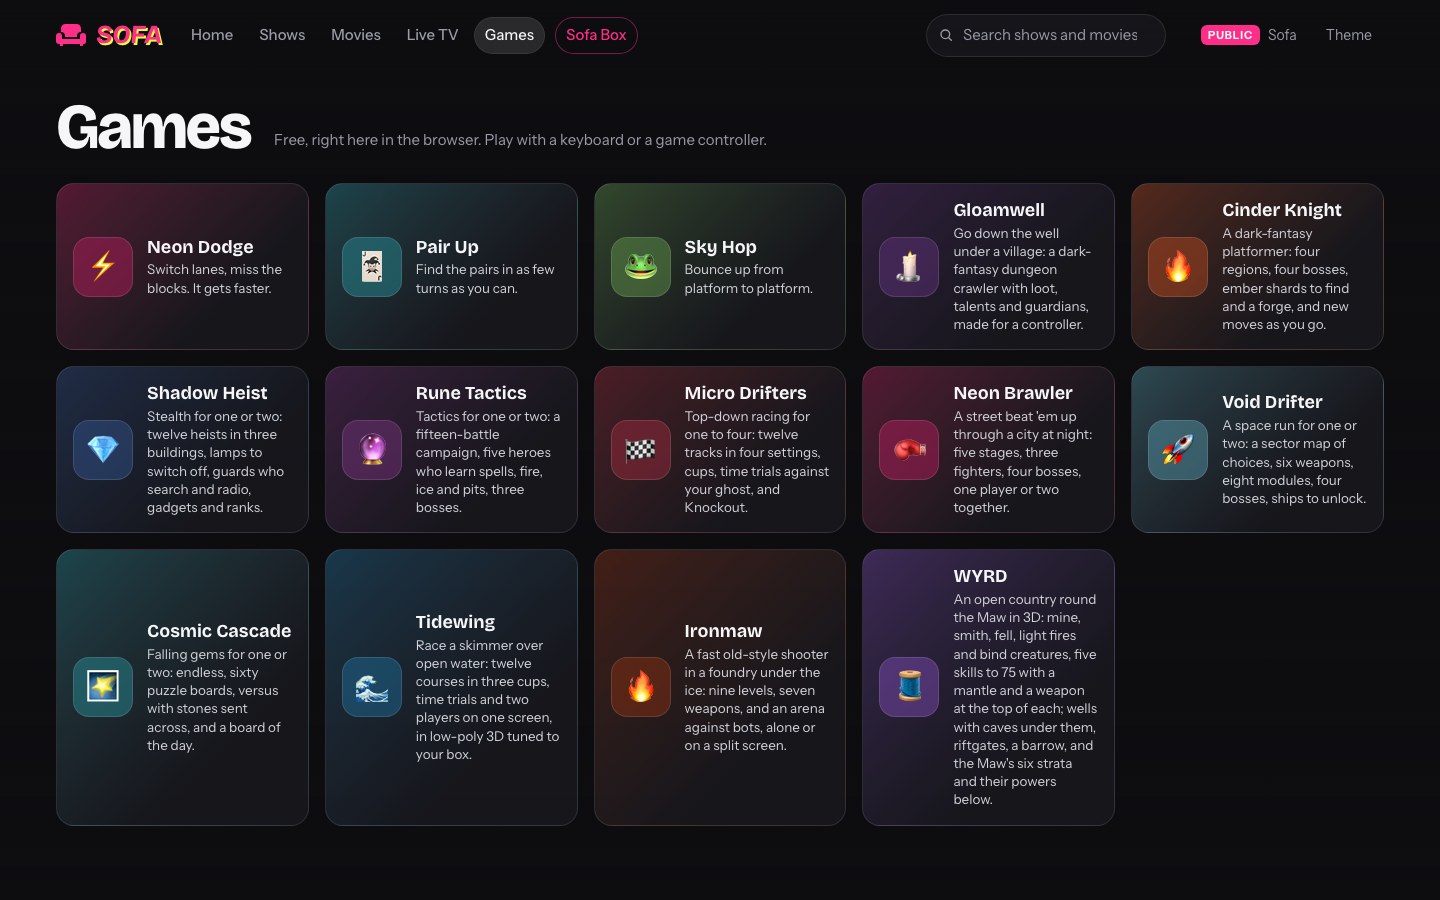 SOFA
Home
Shows
Movies
Live TV
Games
Sofa Box
Search shows and movies
PUBLIC
Sofa
Theme
Games
Free, right here in the browser. Play with a keyboard or a game controller.
Neon Dodge
Switch lanes, miss the
blocks. It gets faster.
Pair Up
Find the pairs in as few
turns as you can.
Sky Hop
Bounce up from
platform to platform.
Gloamwell
Go down the well
under a village: a dark-
fantasy dungeon
crawler with loot,
talents and guardians,
made for a controller.
Cinder Knight
A dark-fantasy
platformer: four
regions, four bosses,
ember shards to find
and a forge, and new
moves as you go.
Shadow Heist
Stealth for one or two:
twelve heists in three
buildings, lamps to
switch off, guards who
search and radio,
gadgets and ranks.
Rune Tactics
Tactics for one or two: a
fifteen-battle
campaign, five heroes
who learn spells, fire,
ice and pits, three
bosses.
Micro Drifters
Top-down racing for
one to four: twelve
tracks in four settings,
cups, time trials against
your ghost, and
Knockout.
Neon Brawler
A street beat 'em up
through a city at night:
five stages, three
fighters, four bosses,
one player or two
together.
Void Drifter
A space run for one or
two: a sector map of
choices, six weapons,
eight modules, four
bosses, ships to unlock.
Cosmic Cascade
Falling gems for one or
two: endless, sixty
puzzle boards, versus
with stones sent
across, and a board of
the day.
Tidewing
Race a skimmer over
open water: twelve
courses in three cups,
time trials and two
players on one screen,
in low-poly 3D tuned to
your box.
Ironmaw
A fast old-style shooter
in a foundry under the
ice: nine levels, seven
weapons, and an arena
against bots, alone or
on a split screen.
WYRD
An open country round
the Maw in 3D: mine,
smith, fell, light fires
and bind creatures, five
skills to 75 with a
mantle and a weapon
at the top of each; wells
with caves under them,
riftgates, a barrow, and
the Maw's six strata
and their powers
below.